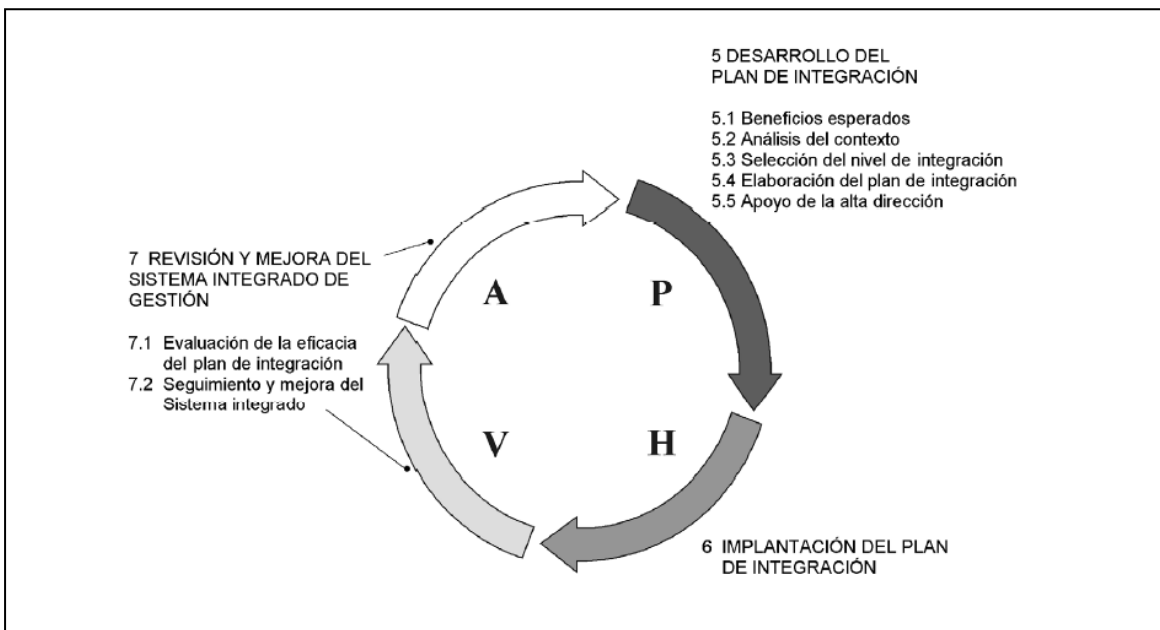 5 DESARROLLO DEL
PLAN DE INTEGRACIÓN
5.1 Beneficios esperados
5.2 Análisis del contexto
5.3 Selección del nivel de integración
5.4 Elaboración del plan de integración
5.5 Apoyo de la alta dirección
7 REVISIÓN Y MEJORA DEL
SISTEMA INTEGRADO DE
GESTIÓN
7.1 Evaluación de la eficacia
del plan de integración
7.2 Seguimiento y mejora del
Sistema integrado
A
P
V
H
6 IMPLANTACIÓN DEL PLAN
DE INTEGRACIÓN